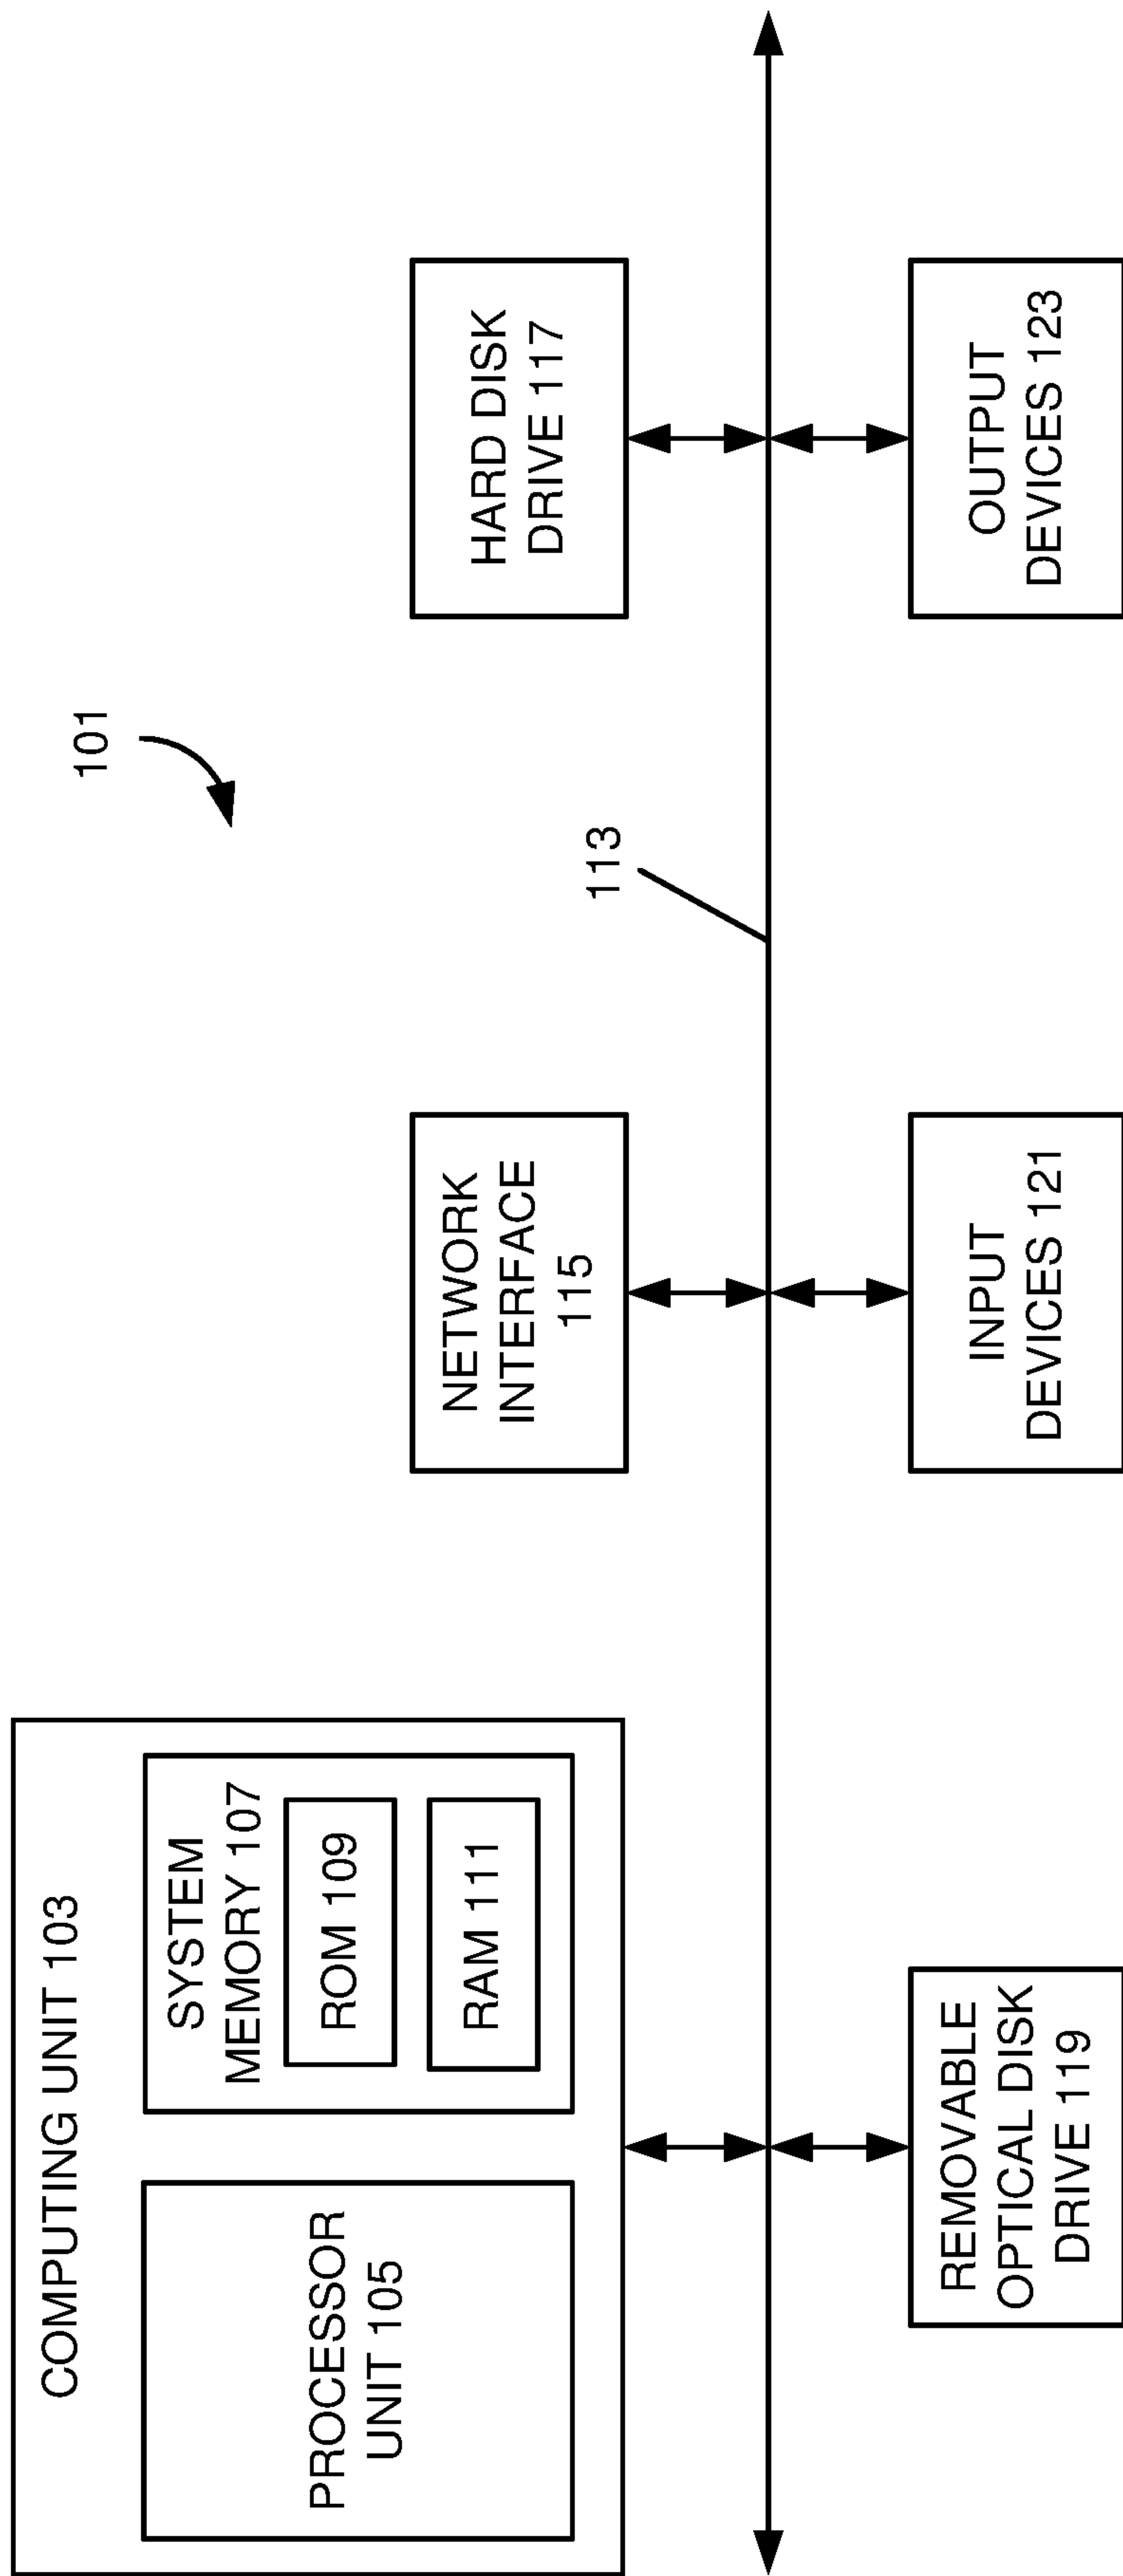 101
COMPUTING UNIT 103
PROCESSOR
UNIT 105
SYSTEM
MEMORY 107
ROM 109
RAM 111
NETWORK
INTERFACE
115
HARD DISK
DRIVE 117
113
REMOVABLE
OPTICAL DISK
DRIVE 119
INPUT
DEVICES 121
OUTPUT
DEVICES 123